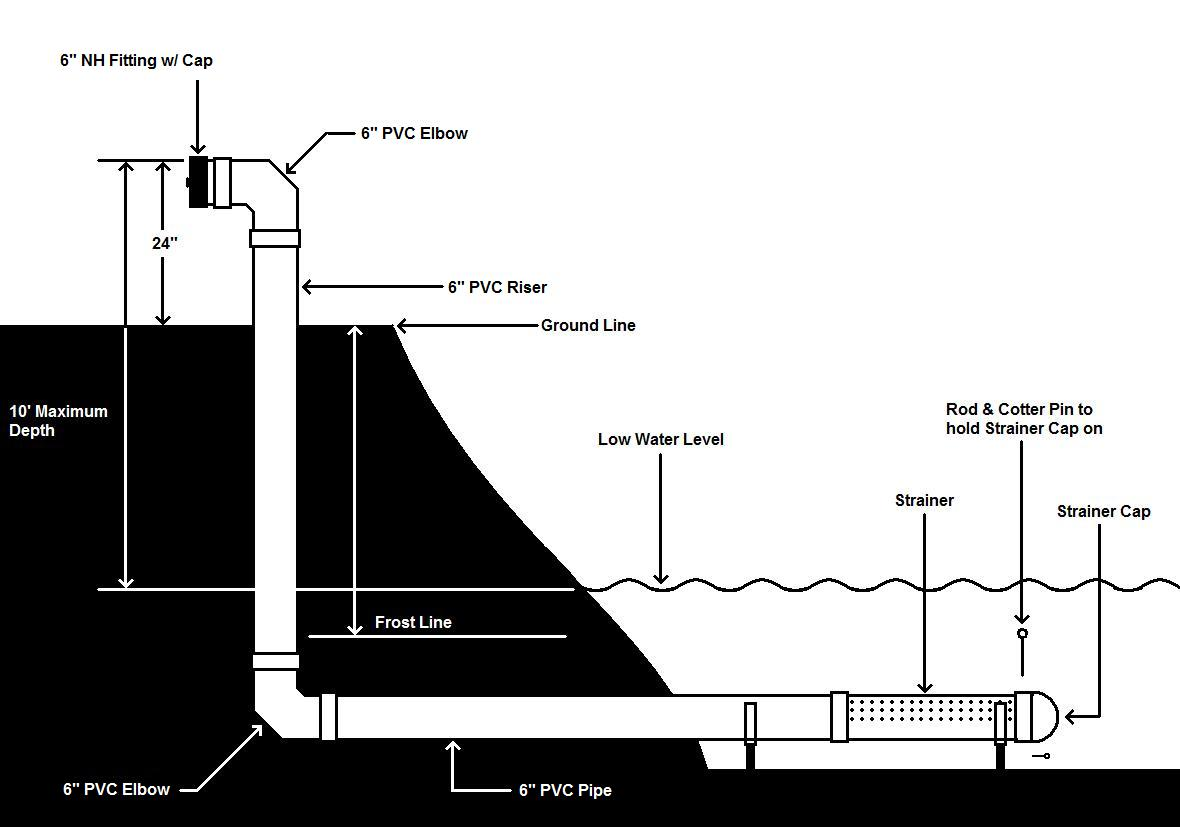 6" NH Fitting w/ Cap
6" PVC Elbow
24"
6" PVC Riser
Ground Line
10' Maximum
Depth
Rod & Cotter Pin to
hold Strainer Cap on
Low Water Level
Strainer
Strainer Cap
Frost Line
6" PVC Elbow
6" PVC Pipe